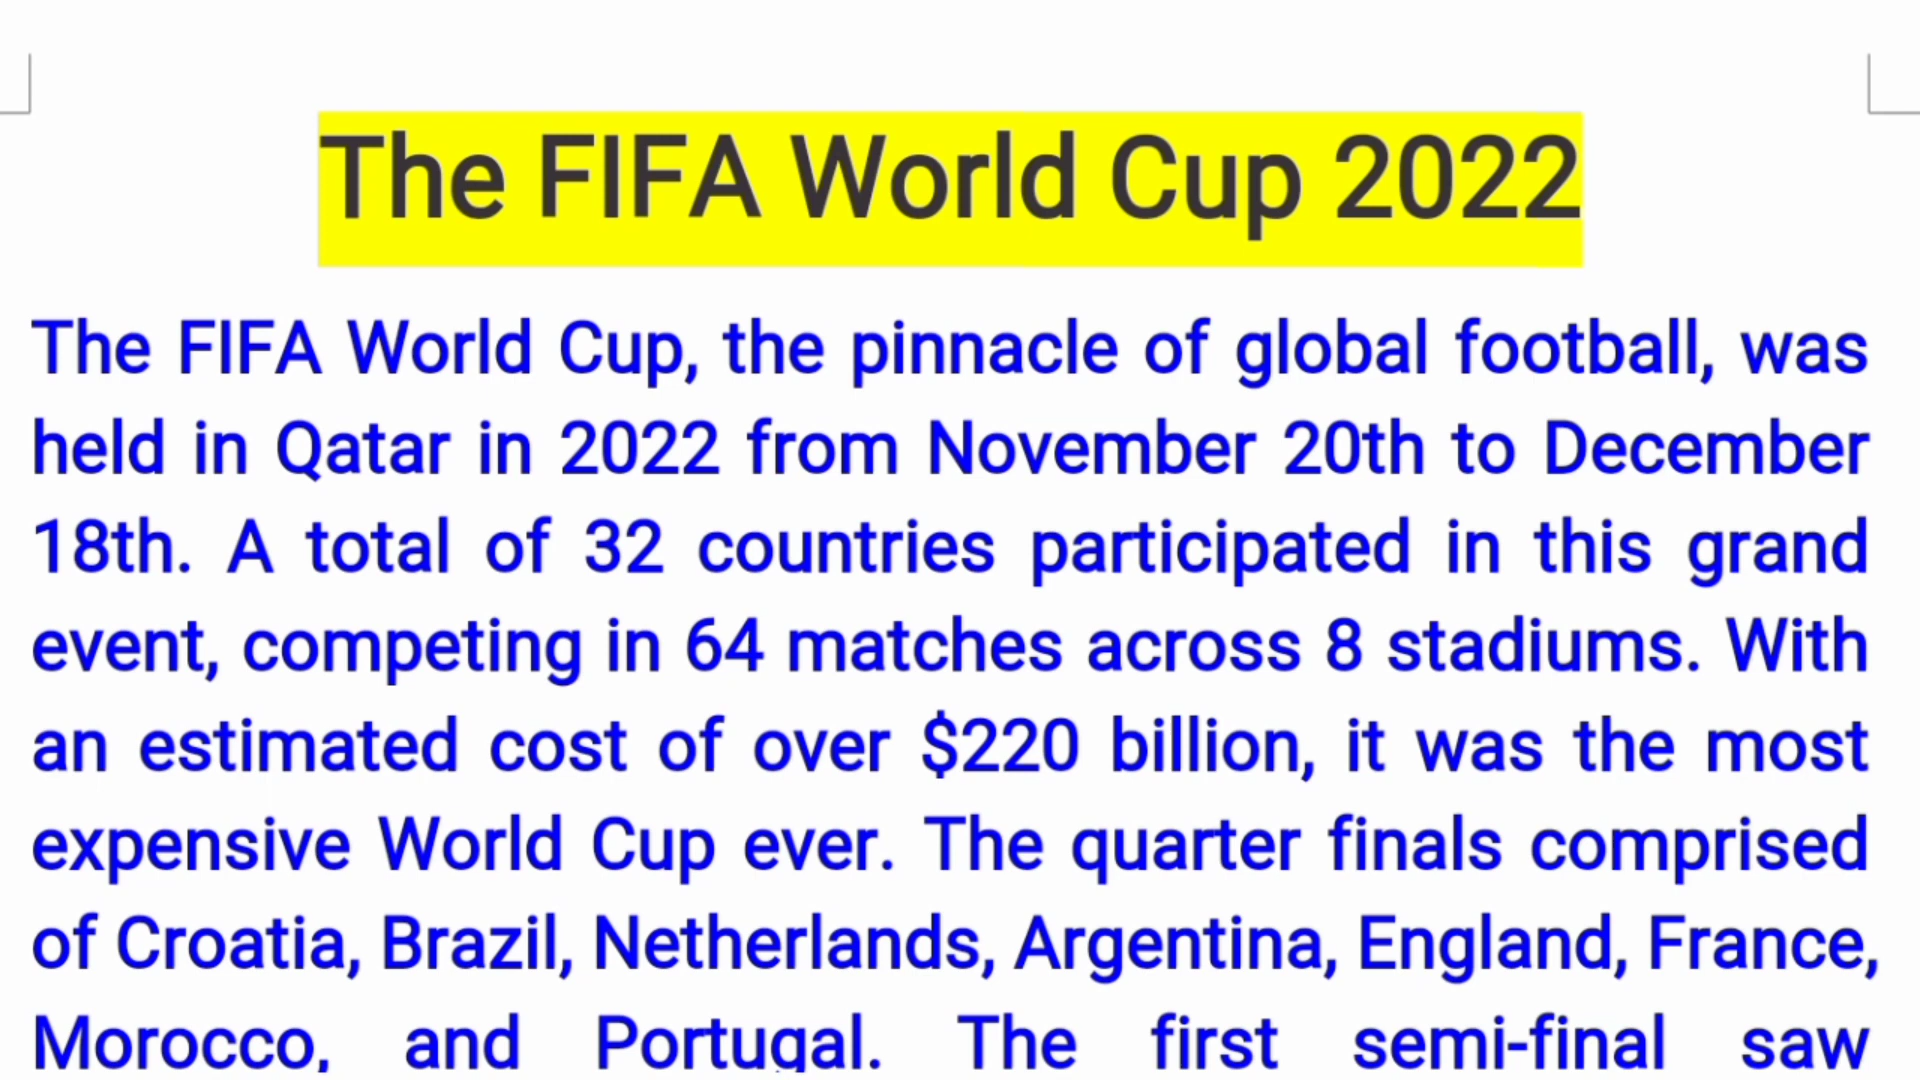 The FIFA World Cup 2022
The FIFA World Cup, the pinnacle of global football, was
held in Qatar in 2022 from November 20th to December
18th. A total of 32 countries participated in this grand
event, competing in 64 matches across 8 stadiums. With
an estimated cost of over $220 billion, it was the most
expensive World Cup ever. The quarter finals comprised
of Croatia, Brazil, Netherlands, Argentina, England, France,
Morocco, and Portugal. The first semi-final saw